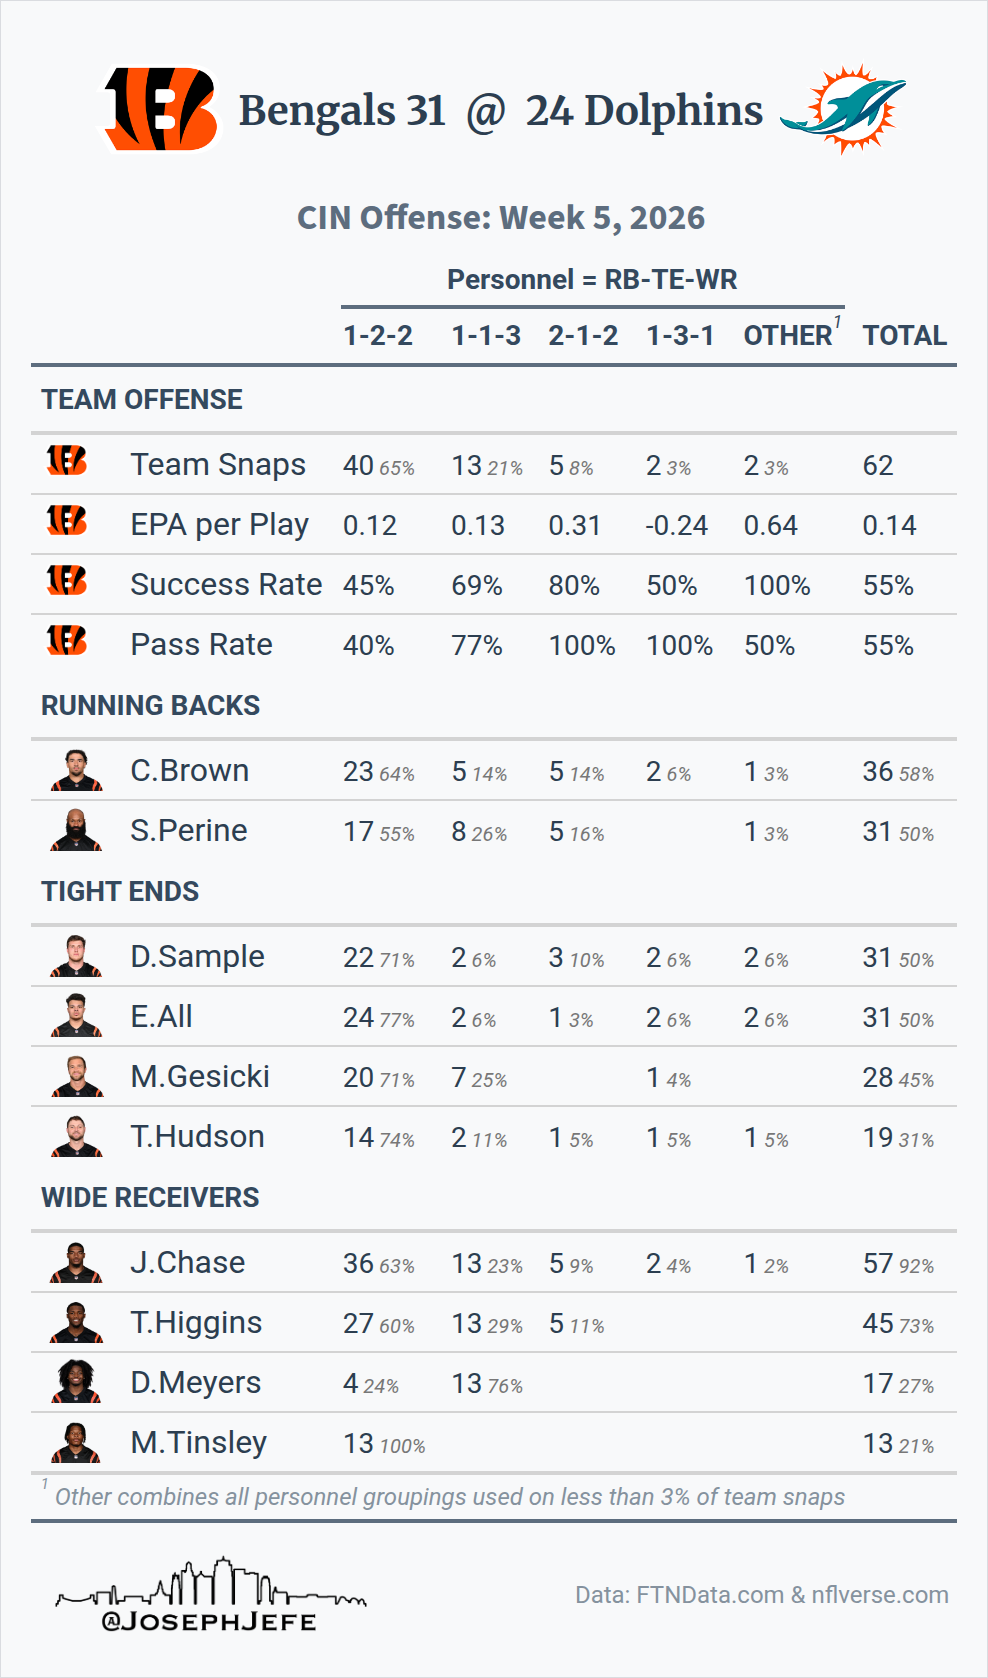 Bengals 31 @ 24 Dolphins
CIN Offense: Week 5, 2026
Personnel = RB-TE-WR
1-2-2 1-1-3 2-1-2 1-3-1 OTHER1 TOTAL
TEAM OFFENSE
Team Snaps 40 65% 13 21% 5 8% 2 3% 2 3% 62
EPA per Play 0.12 0.13 0.31 -0.24 0.64 0.14
Success Rate 45% 69% 80% 50% 100% 55%
Pass Rate 40% 77% 100% 100% 50% 55%
RUNNING BACKS
C.Brown 23 64% 5 14% 5 14% 2 6% 1 3% 36 58%
S.Perine 17 55% 8 26% 5 16% 1 3% 31 50%
TIGHT ENDS
D.Sample 22 71% 2 6% 3 10% 2 6% 2 6% 31 50%
E.All 24 77% 2 6% 1 3% 2 6% 2 6% 31 50%
M.Gesicki 20 71% 7 25% 1 4% 28 45%
T.Hudson 14 74% 2 11% 1 5% 1 5% 1 5% 19 31%
WIDE RECEIVERS
J.Chase 36 63% 13 23% 5 9% 2 4% 1 2% 57 92%
T.Higgins 27 60% 13 29% 5 11% 45 73%
D.Meyers 4 24% 13 76% 17 27%
M.Tinsley 13 100% 13 21%
1 Other combines all personnel groupings used on less than 3% of team snaps
@JOSEPHJEFE
Data: FTNData.com & nflverse.com